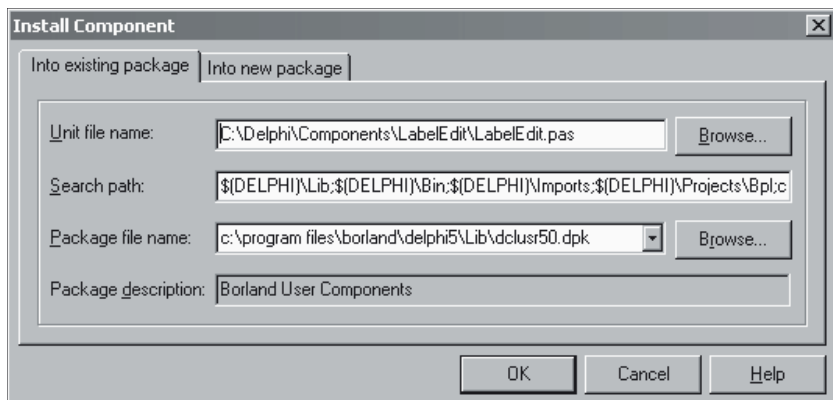 Install Component
Into existing package Into new package
Unit file name: C:\Delphi\Components\LabelEdit\LabelEdit.pas Browse...
Search path: $(DELPHI)\Lib;$(DELPHI)\Bin;$(DELPHI)\Imports;$(DELPHI)\Projects\Bpl;c
Package file name: c:\program files\borland\delphi5\Lib\dclusr50.dpk Browse...
Package description: Borland User Components
OK Cancel Help